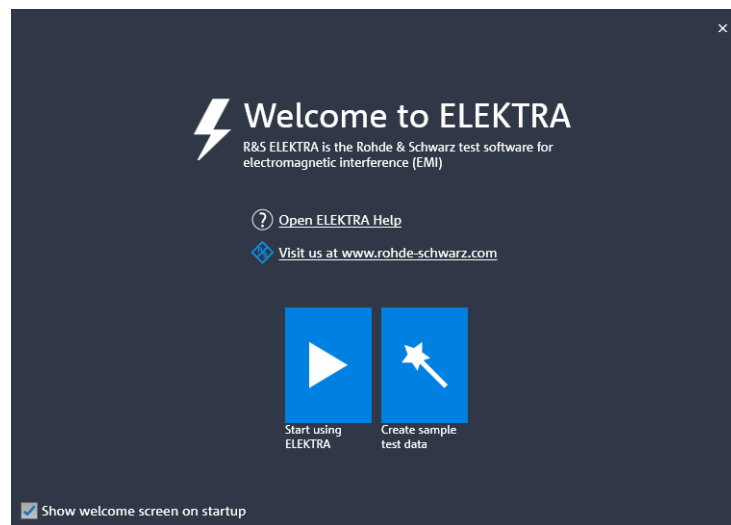 Welcome to ELEKTRA
R&S ELEKTRA is the Rohde & Schwarz test software for
electromagnetic interference (EMI)
Open ELEKTRA Help
Visit us at www.rohde-schwarz.com
Start using
ELEKTRA
Create sample
test data
Show welcome screen on startup